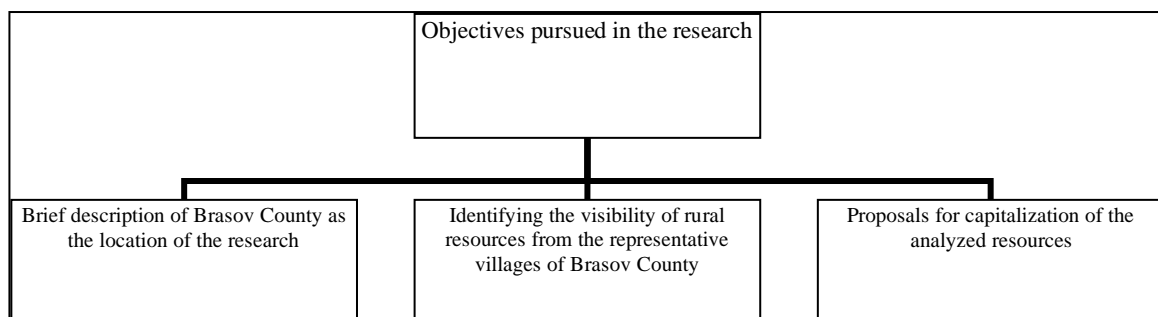 Objectives pursued in the research
Brief description of Brasov County as
the location of the research
Identifying the visibility of rural
resources from the representative
villages of Brasov County
Proposals for capitalization of the
analyzed resources